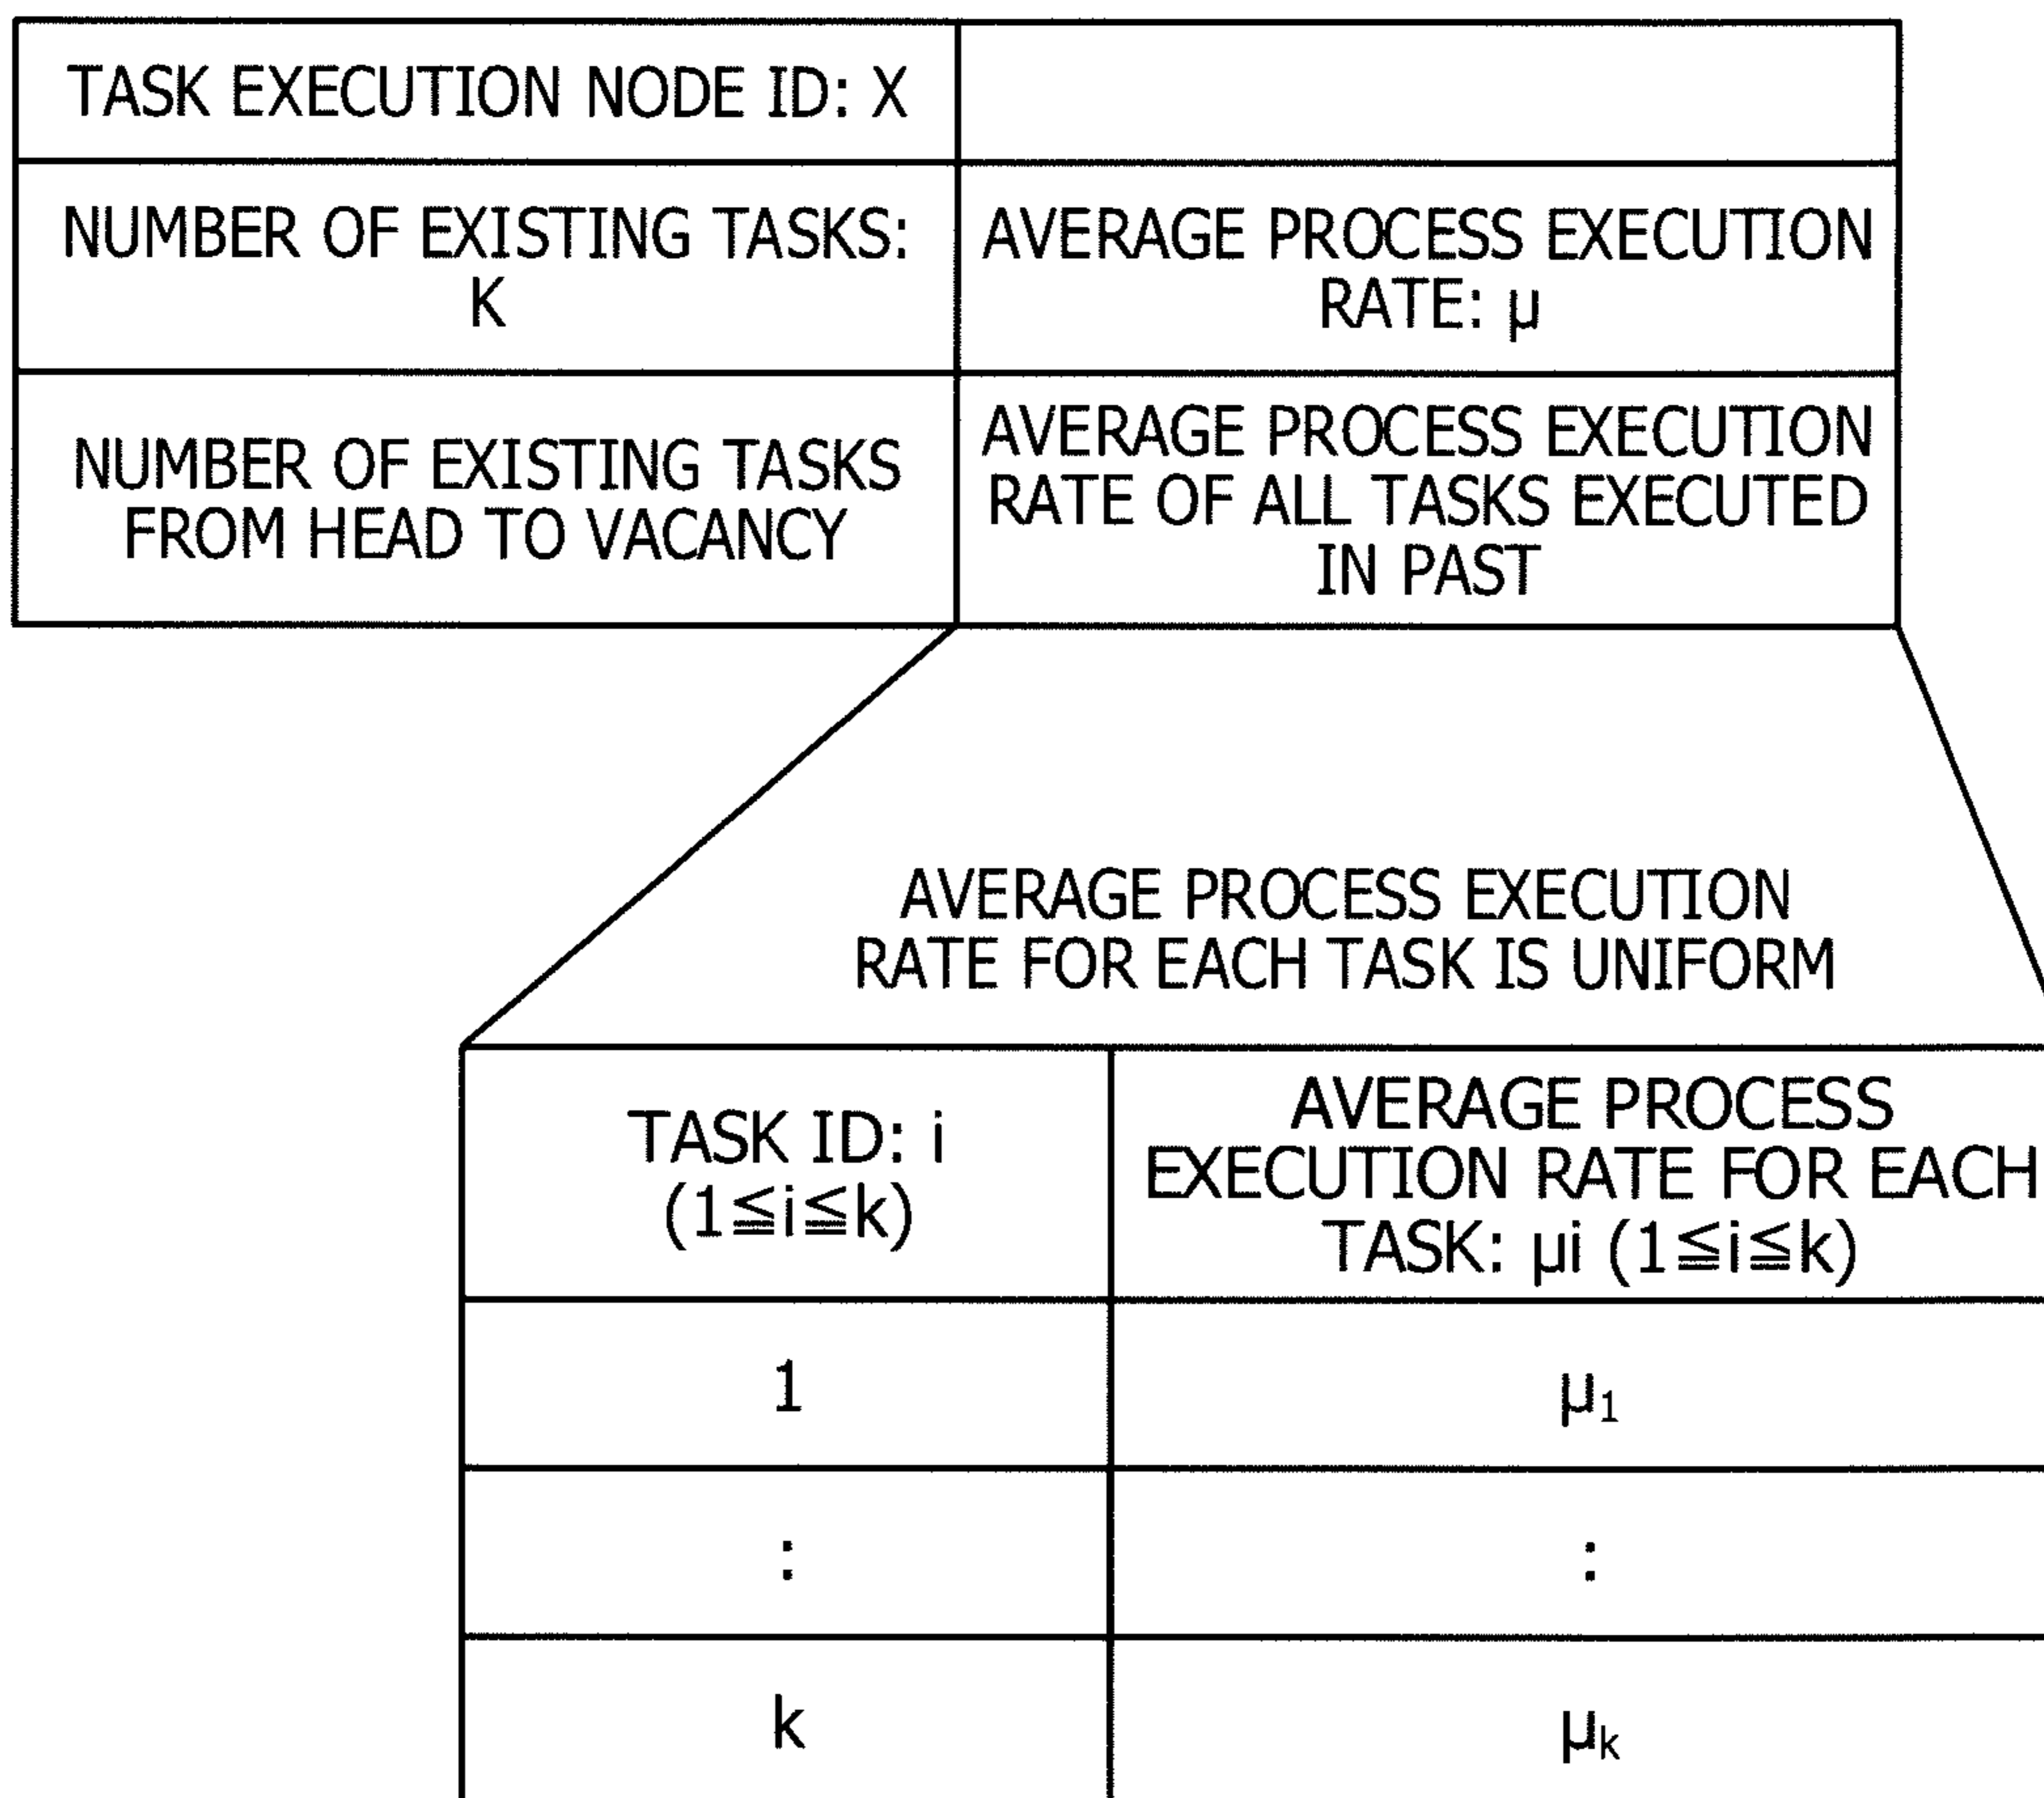 TASK EXECUTION NODE ID: X
NUMBER OF EXISTING TASKS:
K
AVERAGE PROCESS EXECUTION
RATE: μ
NUMBER OF EXISTING TASKS
FROM HEAD TO VACANCY
AVERAGE PROCESS EXECUTION
RATE OF ALL TASKS EXECUTED
IN PAST
AVERAGE PROCESS EXECUTION
RATE FOR EACH TASK IS UNIFORM
TASK ID: i
(1≦i≦k)
AVERAGE PROCESS
EXECUTION RATE FOR EACH
TASK: μi (1≦i≦k)
1
μ₁
:
:
k
μₖ